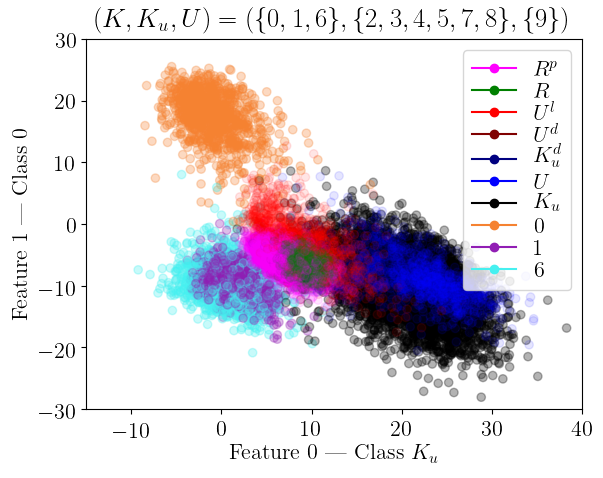 (K, K_u, U) = ({0, 1, 6}, {2, 3, 4, 5, 7, 8}, {9})
30
20
10
0
−10
−20
−30
Feature 1 — Class 0
R^p
R
U^l
U^d
K_u^d
U
K_u
0
1
6
−10 0 10 20 30 40
Feature 0 — Class K_u